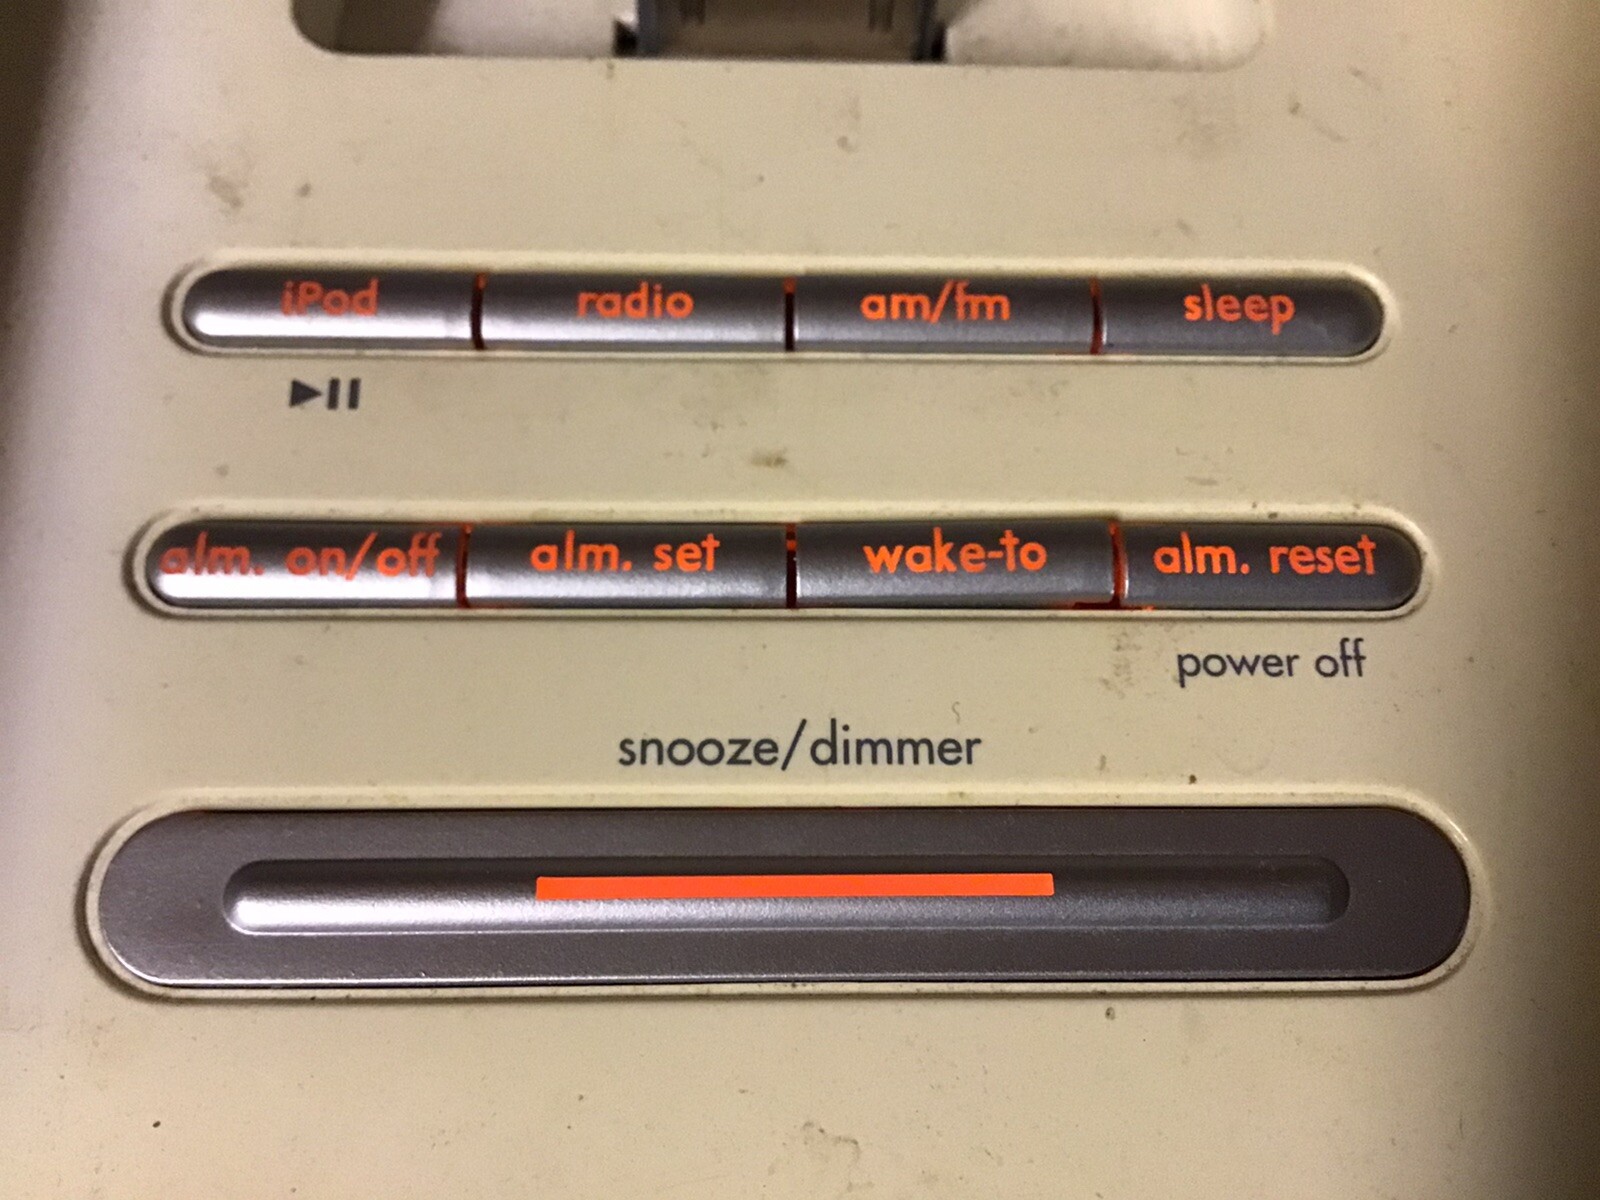 iPod radio am/fm sleep
alm. on/off alm. set wake-to alm. reset
power off
snooze/dimmer